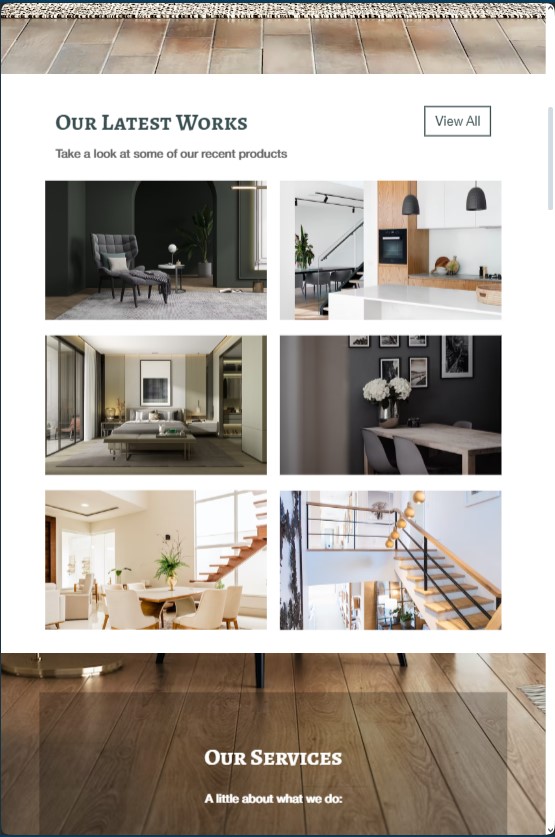 Our Latest Works
View All
Take a look at some of our recent products
Our Services
A little about what we do: